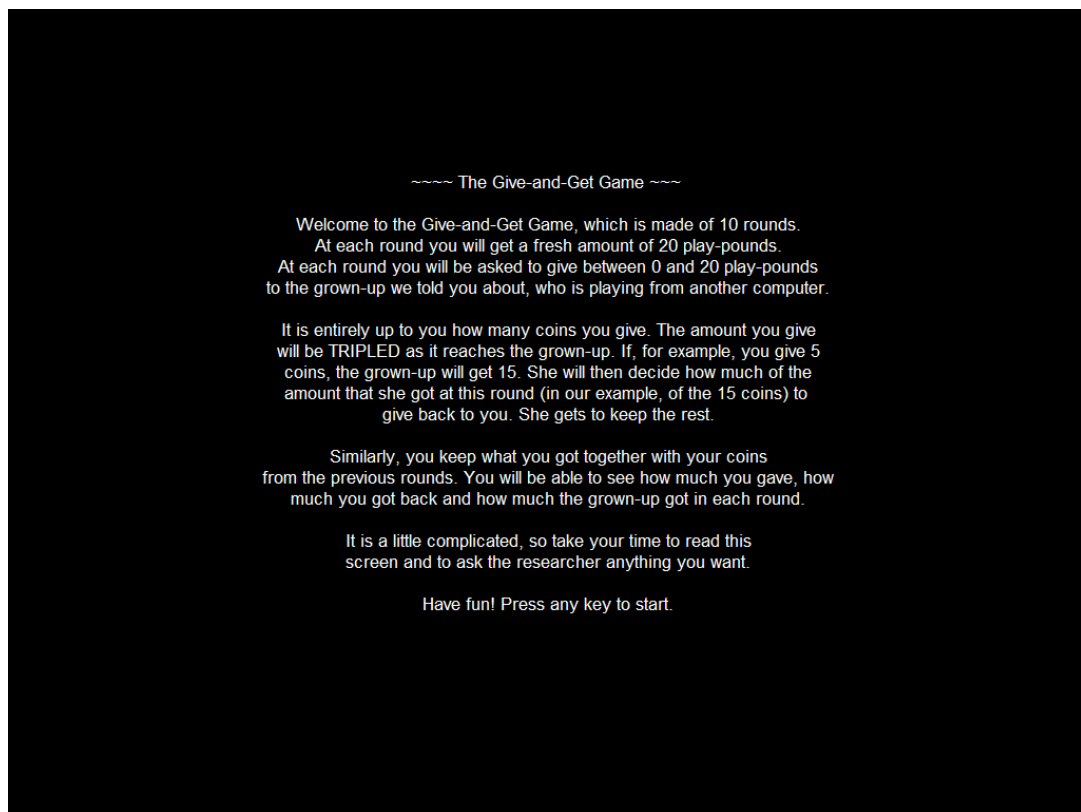 ~~~~ The Give-and-Get Game ~~~
Welcome to the Give-and-Get Game, which is made of 10 rounds.
At each round you will get a fresh amount of 20 play-pounds.
At each round you will be asked to give between 0 and 20 play-pounds
to the grown-up we told you about, who is playing from another computer.
It is entirely up to you how many coins you give. The amount you give
will be TRIPLED as it reaches the grown-up. If, for example, you give 5
coins, the grown-up will get 15. She will then decide how much of the
amount that she got at this round (in our example, of the 15 coins) to
give back to you. She gets to keep the rest.
Similarly, you keep what you got together with your coins
from the previous rounds. You will be able to see how much you gave, how
much you got back and how much the grown-up got in each round.
It is a little complicated, so take your time to read this
screen and to ask the researcher anything you want.
Have fun! Press any key to start.